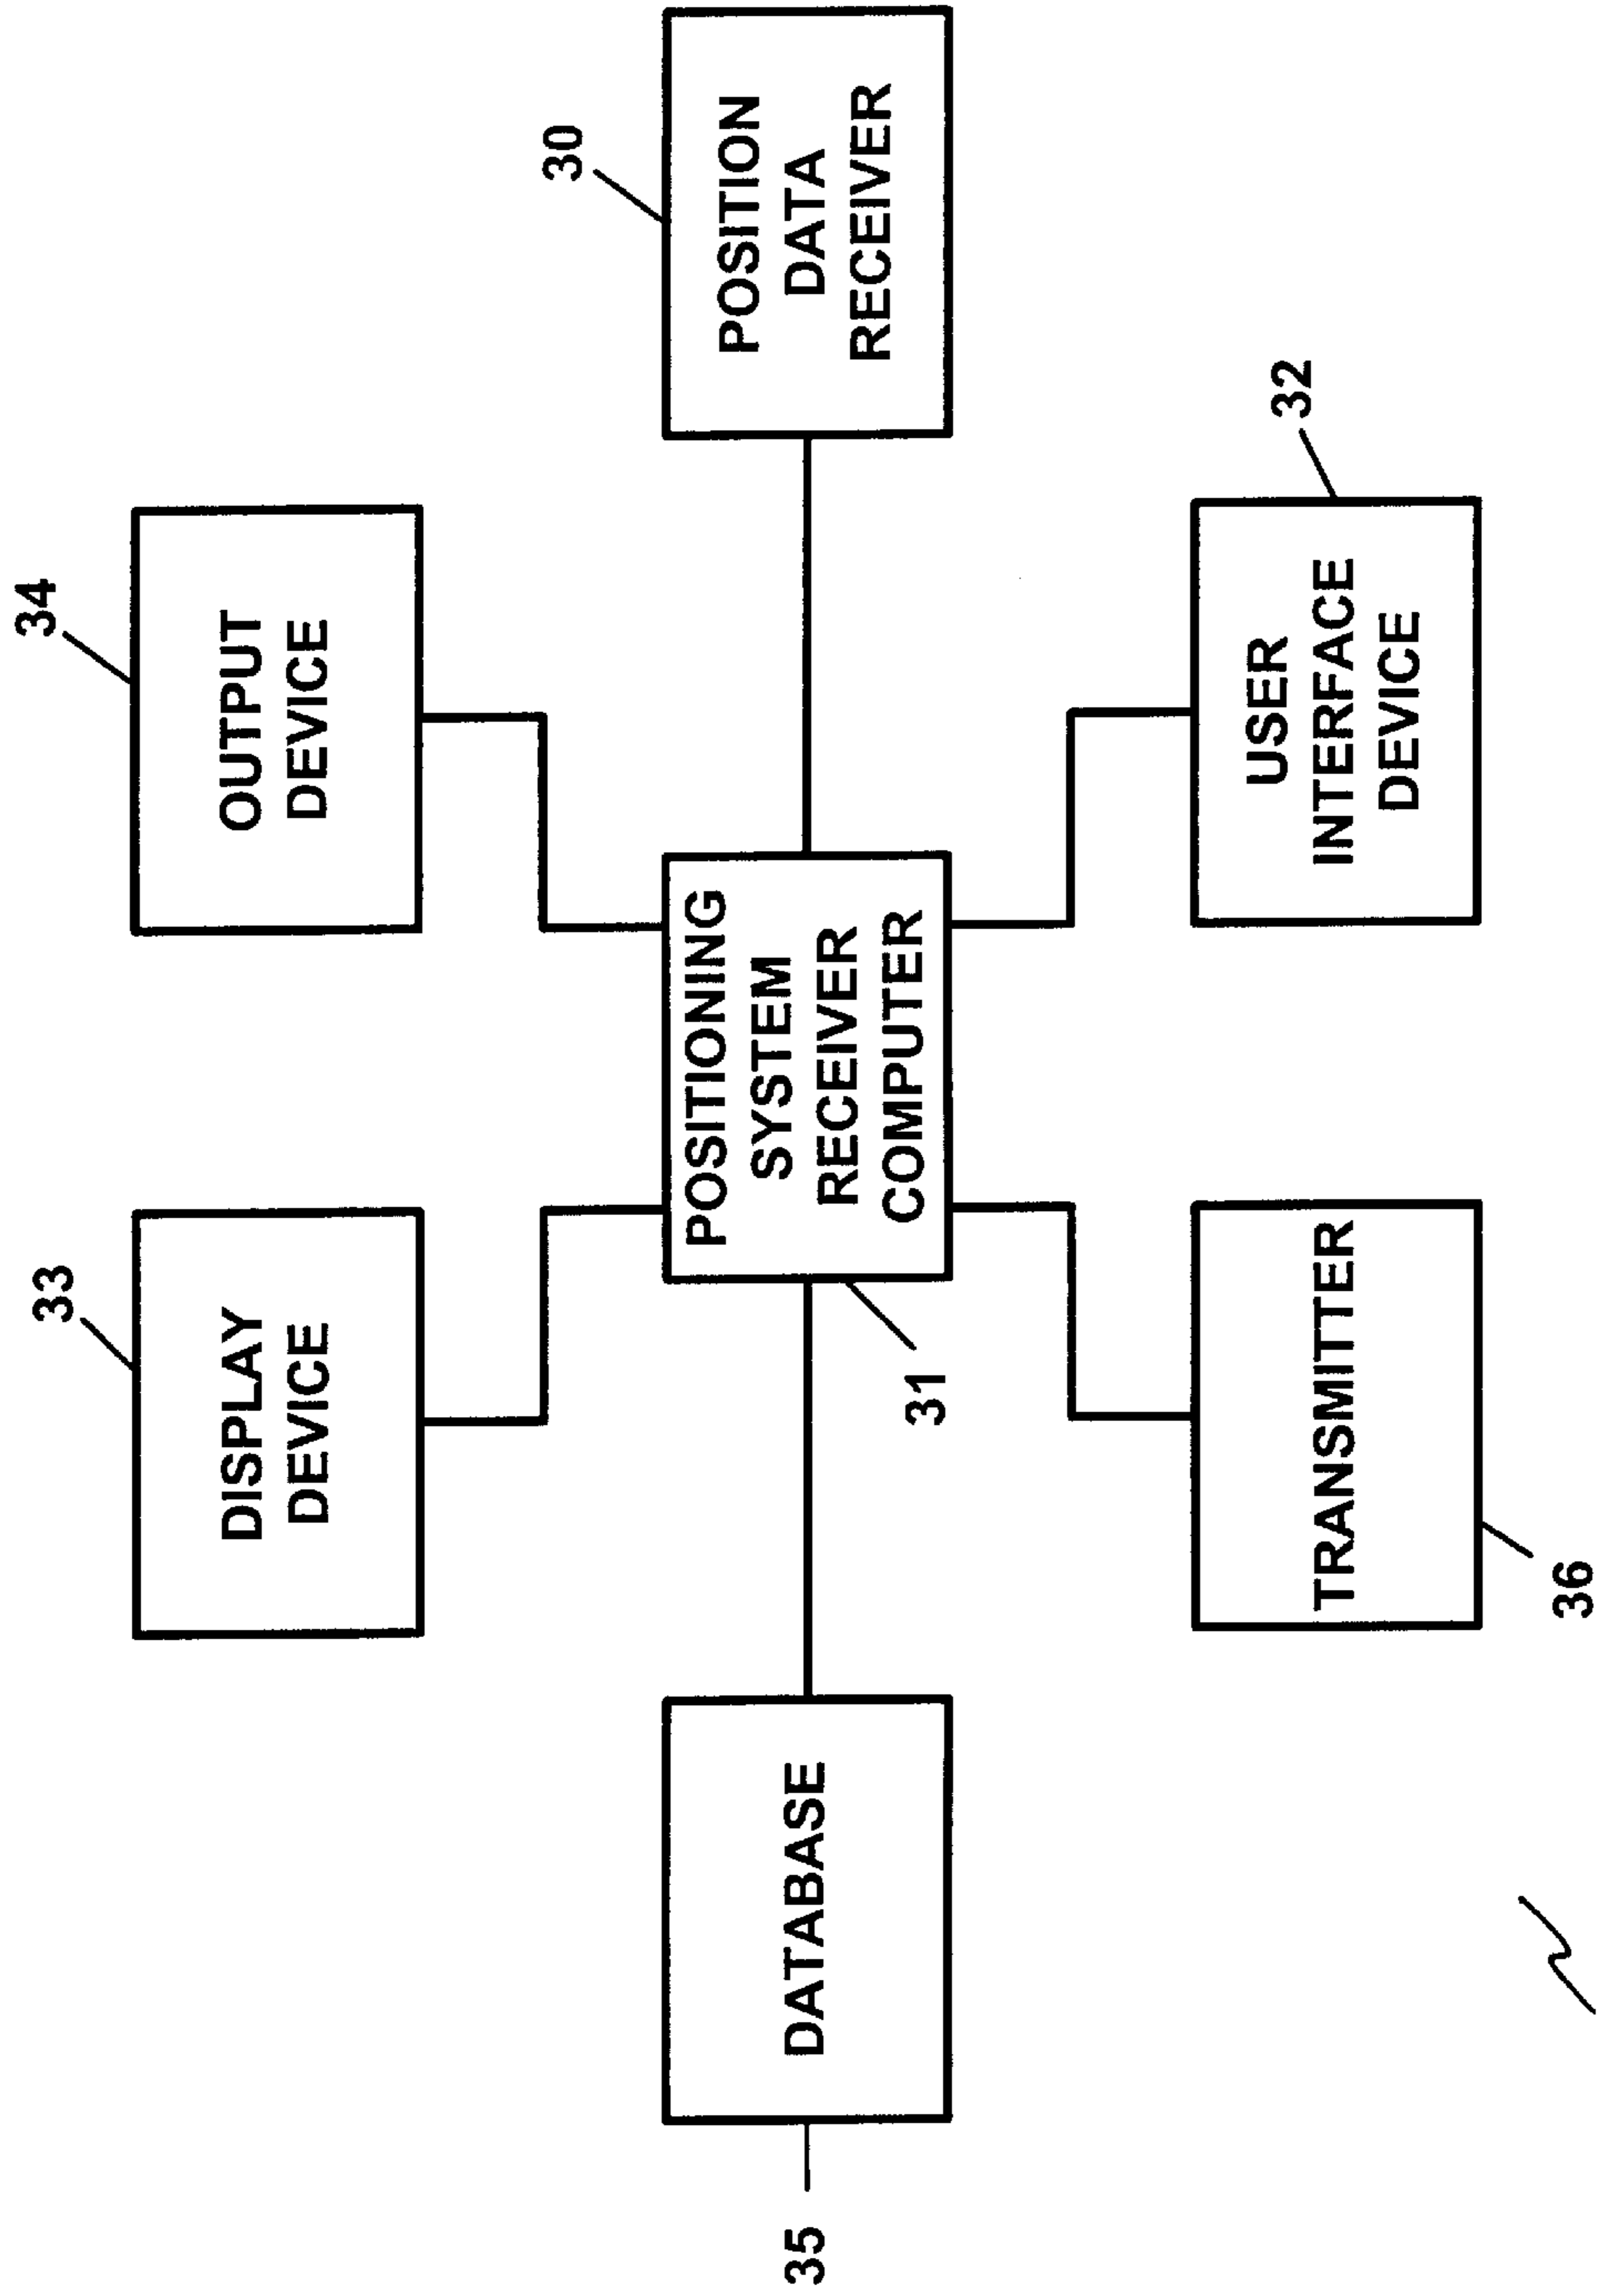 33
DISPLAY
DEVICE
34
OUTPUT
DEVICE
35
DATABASE
POSITIONING
SYSTEM
RECEIVER
COMPUTER
31
30
POSITION
DATA
RECEIVER
TRANSMITTER
36
USER
INTERFACE
DEVICE
32